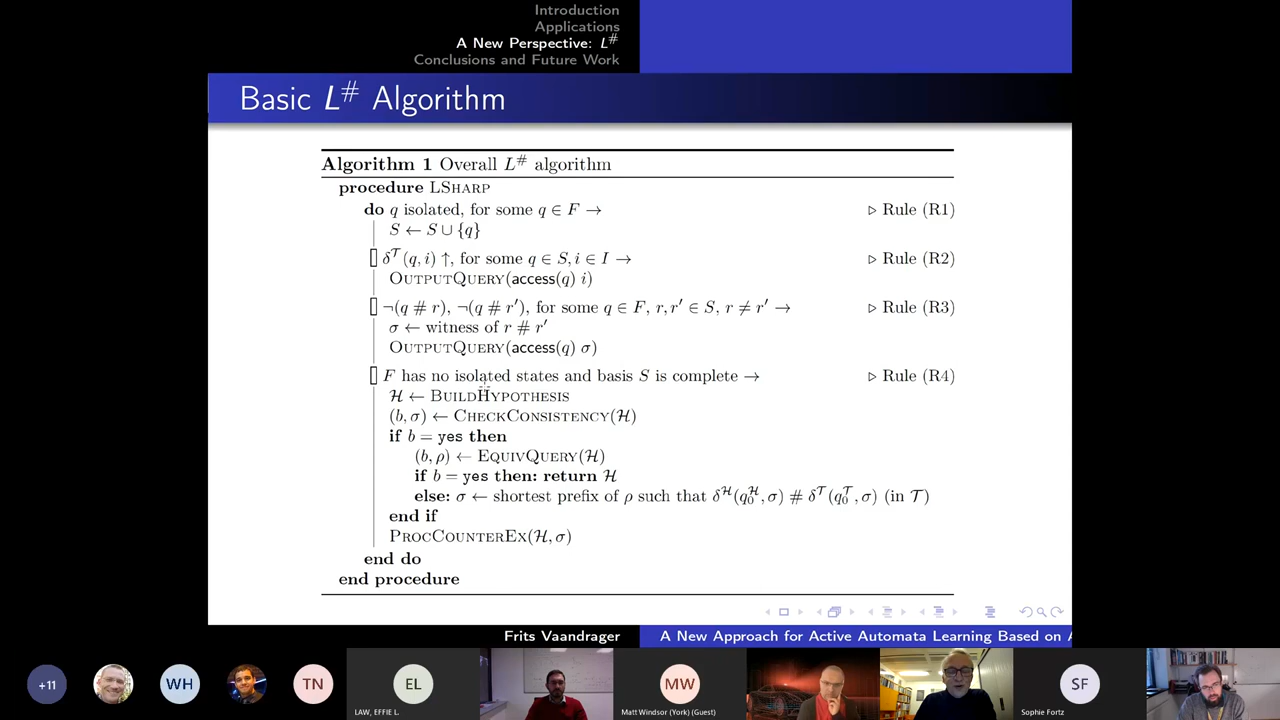 Introduction
Applications
A New Perspective: L#
Conclusions and Future Work
Basic L# Algorithm
Algorithm 1 Overall L# algorithm
procedure LSHARP
do q isolated, for some q ∈ F → ▷ Rule (R1)
S ← S ∪ {q}
▯ δ^𝒯(q, i) ↑, for some q ∈ S, i ∈ I → ▷ Rule (R2)
OUTPUTQUERY(access(q) i)
▯ ¬(q # r), ¬(q # r′), for some q ∈ F, r, r′ ∈ S, r ≠ r′ → ▷ Rule (R3)
σ ← witness of r # r′
OUTPUTQUERY(access(q) σ)
▯ F has no isolated states and basis S is complete → ▷ Rule (R4)
ℋ ← BUILDHYPOTHESIS
(b, σ) ← CHECKCONSISTENCY(ℋ)
if b = yes then
(b, ρ) ← EQUIVQUERY(ℋ)
if b = yes then: return ℋ
else: σ ← shortest prefix of ρ such that δ^ℋ(q₀^ℋ, σ) # δ^𝒯(q₀^𝒯, σ) (in 𝒯)
end if
PROCCOUNTEREX(ℋ, σ)
end do
end procedure
Frits Vaandrager A New Approach for Active Automata Learning Based on A
+11
WH
TN
EL
LAW, EFFIE L.
MW
Matt Windsor (York) (Guest)
SF
Sophie Fortz